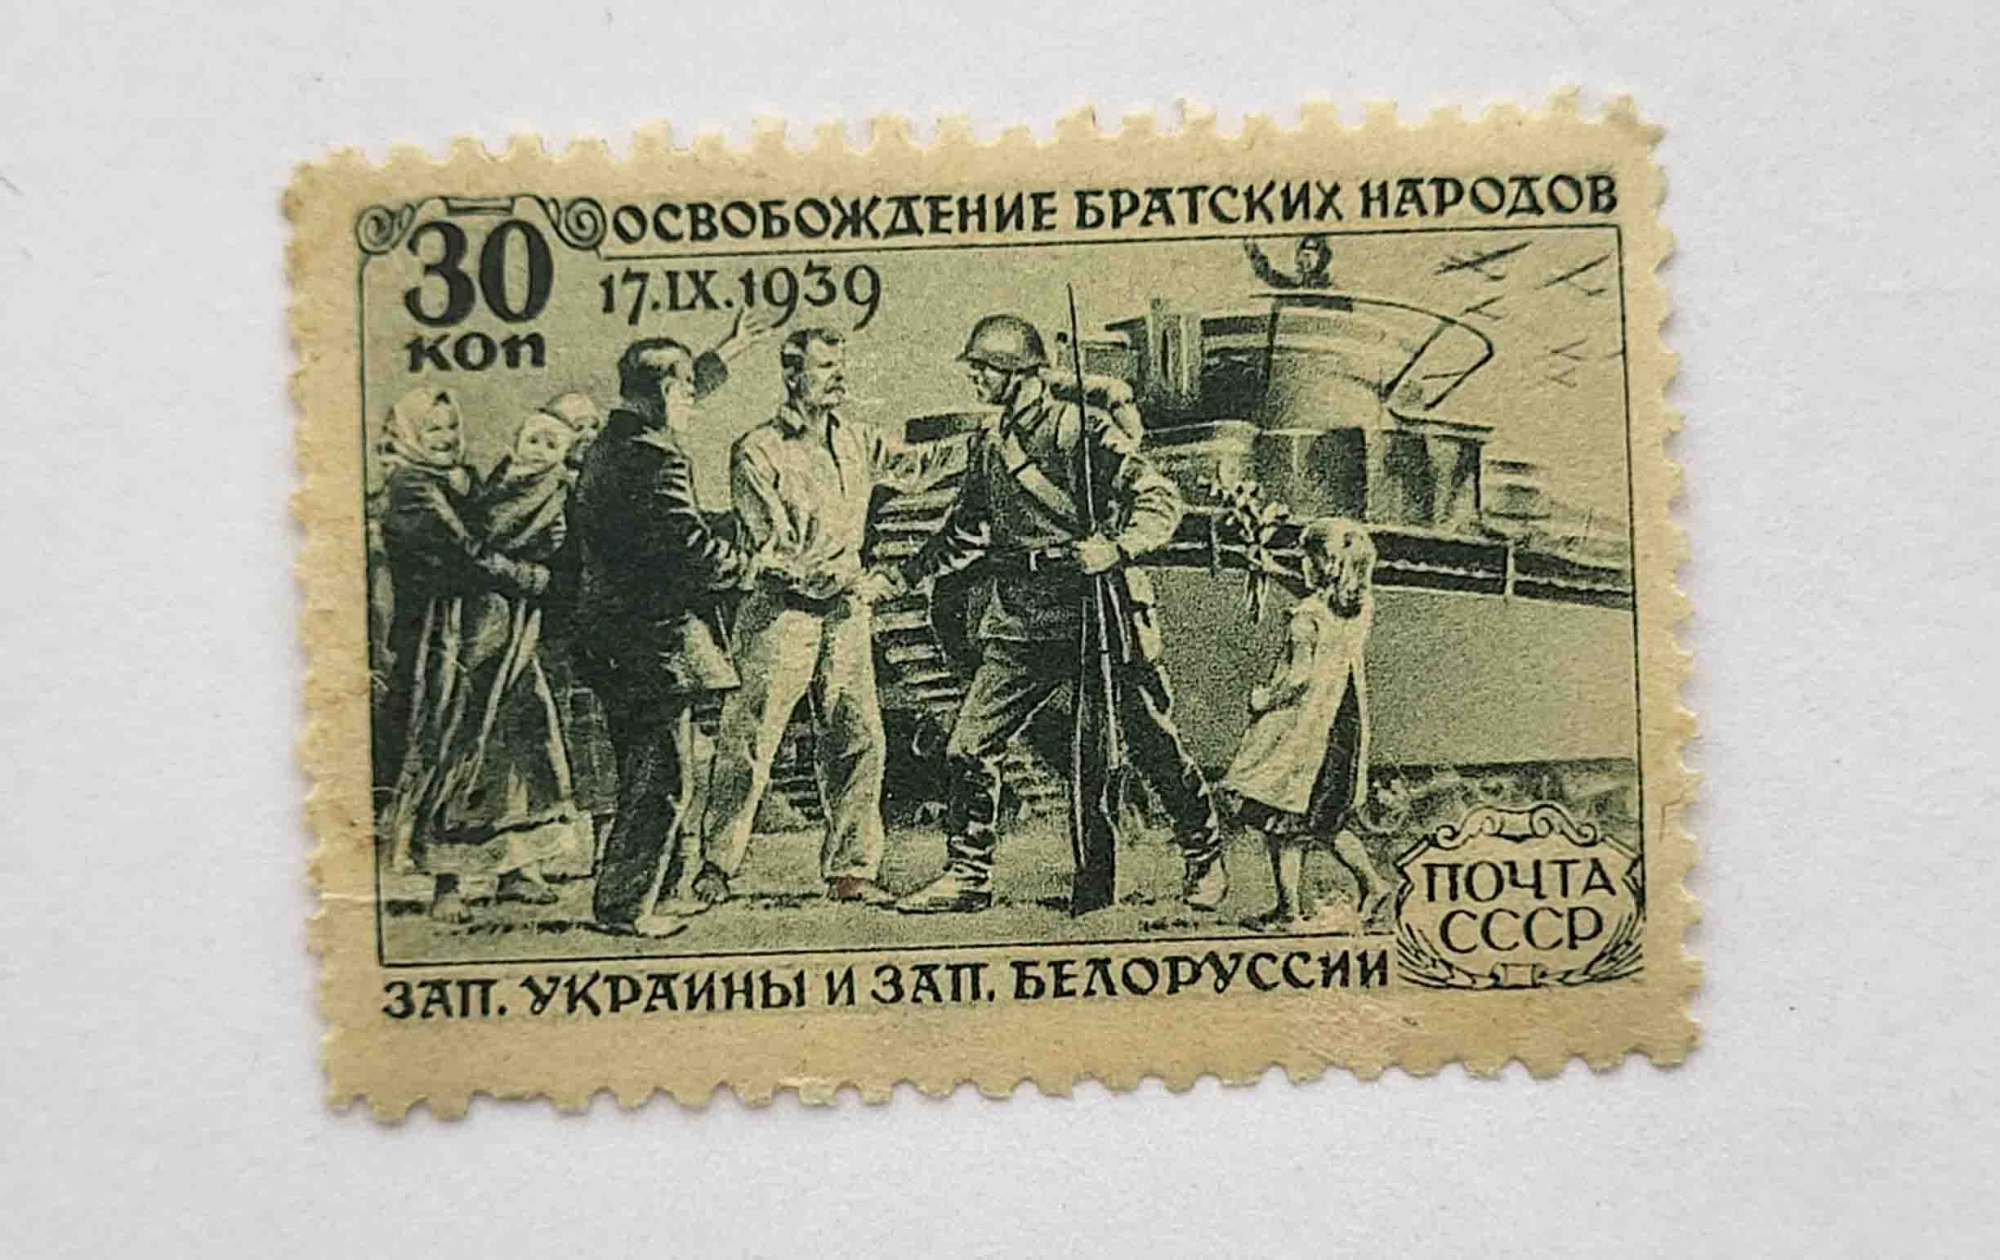 30
коп
ОСВОБОЖДЕНИЕ БРАТСКИХ НАРОДОВ
17.IX.1939
ЗАП. УКРАИНЫ И ЗАП. БЕЛОРУССИИ
ПОЧТА
СССР